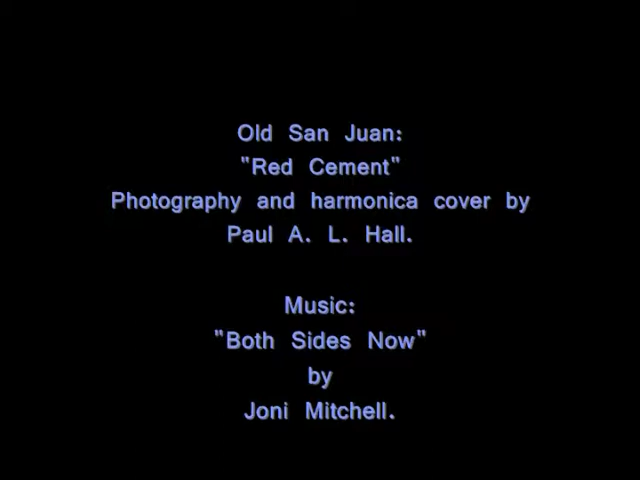 Old San Juan:
"Red Cement"
Photography and harmonica cover by
Paul A. L. Hall.
Music:
"Both Sides Now"
by
Joni Mitchell.